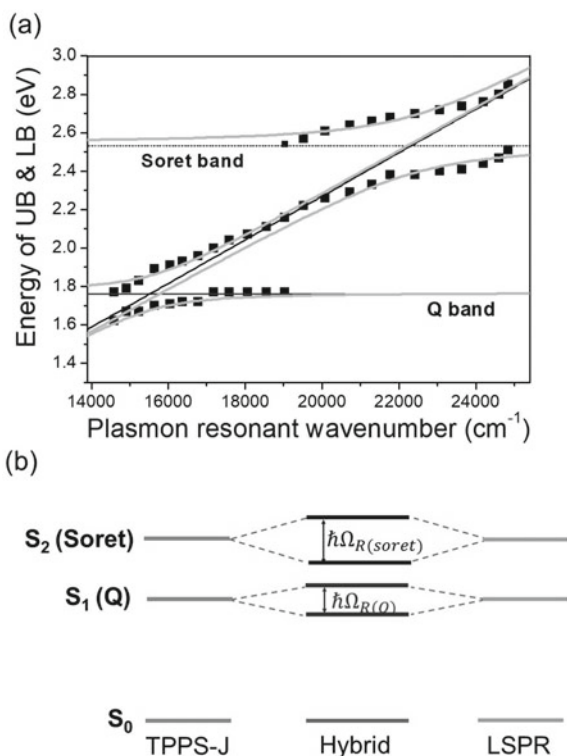 (a)
3.0
2.8
2.6
2.4
2.2
2.0
1.8
1.6
1.4
Energy of UB & LB (eV)
Soret band
Q band
14000 16000 18000 20000 22000 24000
Plasmon resonant wavenumber (cm⁻¹)
(b)
S₂ (Soret)
ℏΩR(soret)
S₁ (Q)
ℏΩR(Q)
S₀
TPPS-J Hybrid LSPR